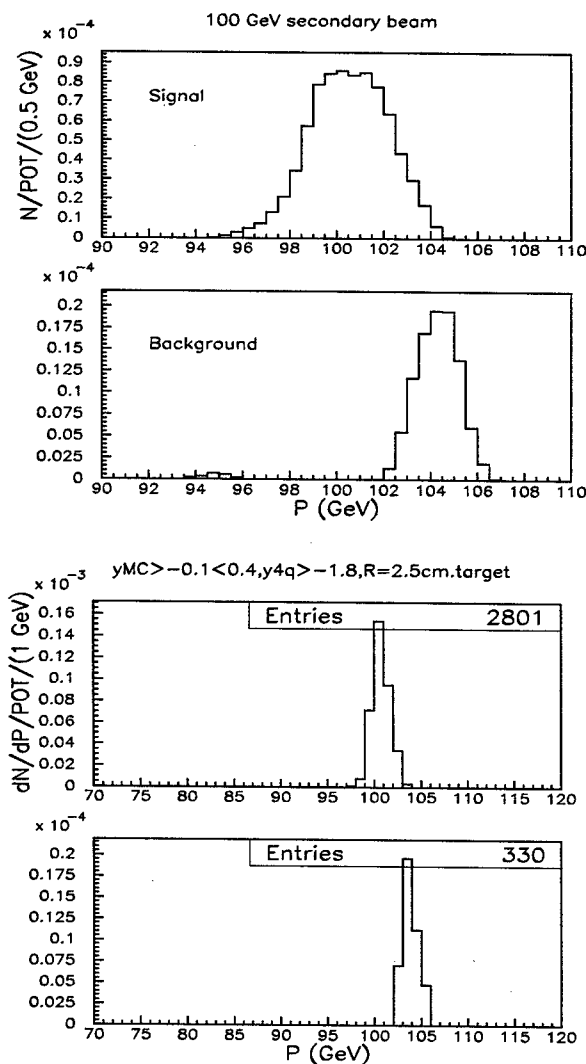 100 GeV secondary beam
x 10⁻⁴
N/POT/(0.5 GeV)
0.9
0.8
0.7
0.6
0.5
0.4
0.3
0.2
0.1
0
Signal
90 92 94 96 98 100 102 104 106 108 110
x 10⁻⁴
0.2
0.175
0.15
0.125
0.1
0.075
0.05
0.025
0
Background
90 92 94 96 98 100 102 104 106 108 110
P (GeV)
yMC>-0.1<0.4,y4q>-1.8,R=2.5cm.target
x 10⁻³
dN/dP/POT/(1 GeV)
0.16
0.14
0.12
0.1
0.08
0.06
0.04
0.02
0
Entries 2801
70 75 80 85 90 95 100 105 110 115 120
x 10⁻⁴
0.2
0.175
0.15
0.125
0.1
0.075
0.05
0.025
0
Entries 330
70 75 80 85 90 95 100 105 110 115 120
P (GeV)